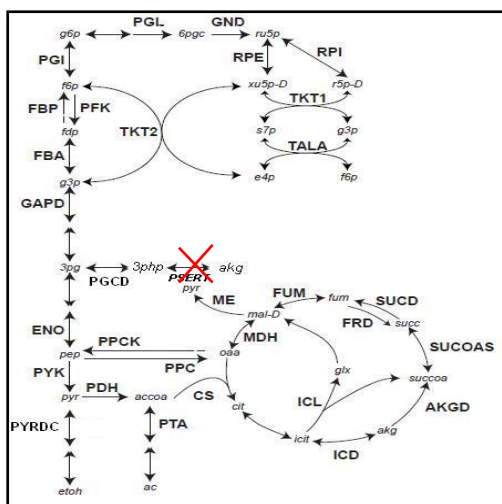 g6p PGL 6pgc GND ru5p
PGI RPE RPI
f6p xu5p-D r5p-D
FBP PFK TKT1
fdp TKT2 s7p g3p
FBA TALA
g3p e4p f6p
GAPD
3pg 3php akg
PGCD PSERT
pyr
ME FUM fum SUCD
mal-D FRD succ
ENO PPCK MDH SUCOAS
pep oaa
PYK PPC glx succoa
PDH CS ICL
pyr accoa cit AKGD
PYRDC PTA icit akg
ICD
etoh ac